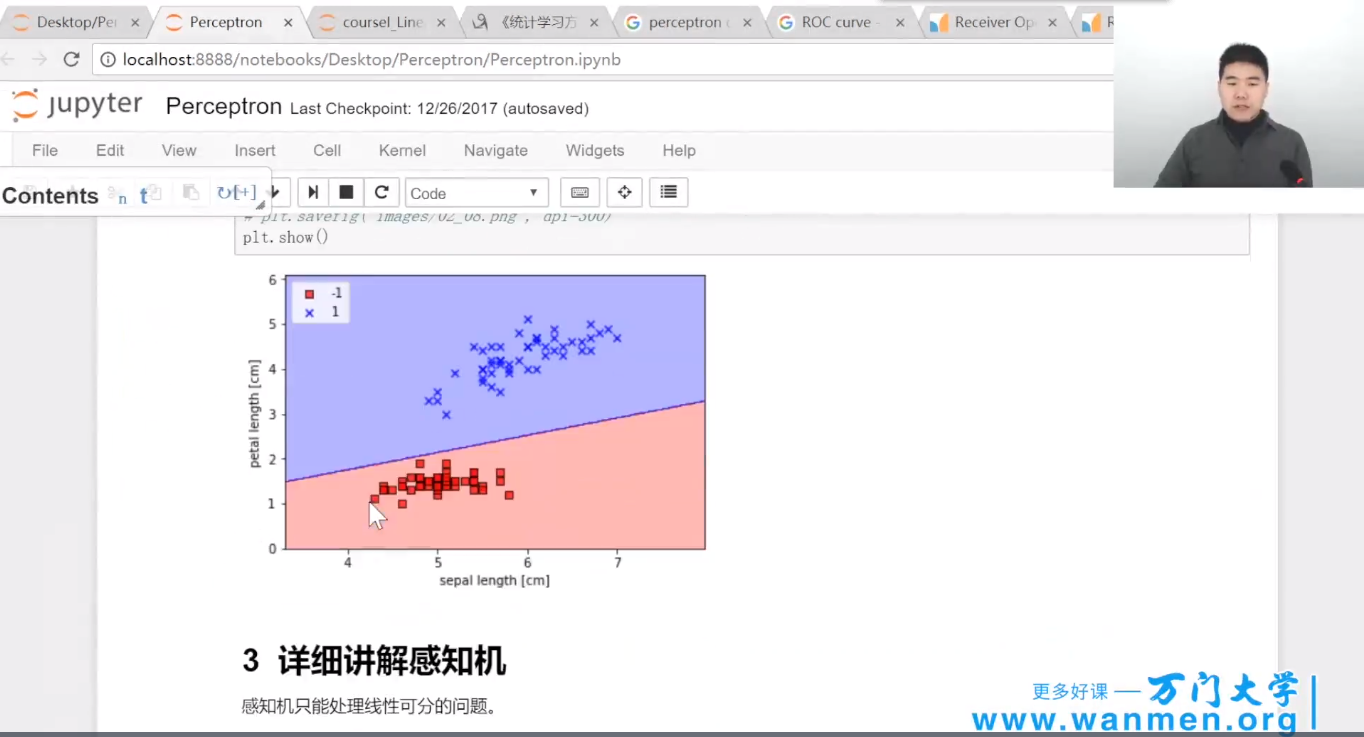 Desktop/Per
Perceptron
coursel_Line
《统计学习方
perceptron
ROC curve -
Receiver Op
localhost:8888/notebooks/Desktop/Perceptron/Perceptron.ipynb
jupyter Perceptron Last Checkpoint: 12/26/2017 (autosaved)
File Edit View Insert Cell Kernel Navigate Widgets Help
Contents n t [+] Code
# plt.savefig('images/02_08.png', dpi=300)
plt.show()
-1
1
6
5
4
3
2
1
0
petal length [cm]
4 5 6 7
sepal length [cm]
3 详细讲解感知机
感知机只能处理线性可分的问题。
更多好课 — 万门大学
www.wanmen.org